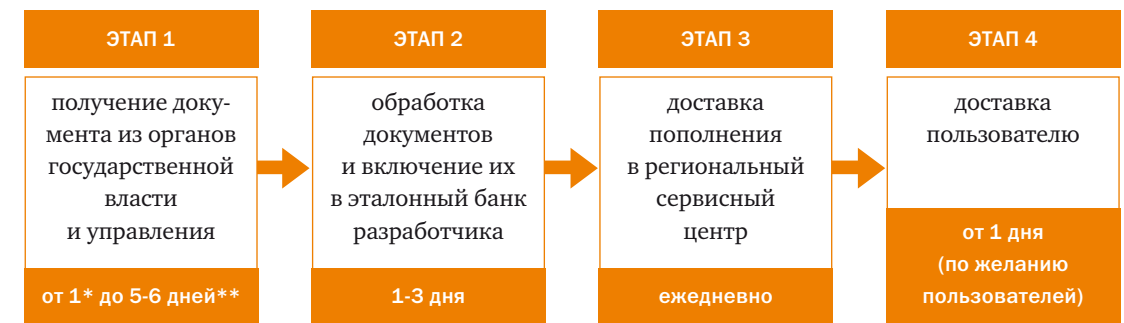 ЭТАП 1
получение доку-
мента из органов
государственной
власти
и управления
от 1* до 5-6 дней**
ЭТАП 2
обработка
документов
и включение их
в эталонный банк
разработчика
1-3 дня
ЭТАП 3
доставка
пополнения
в региональный
сервисный
центр
ежедневно
ЭТАП 4
доставка
пользователю
от 1 дня
(по желанию
пользователей)